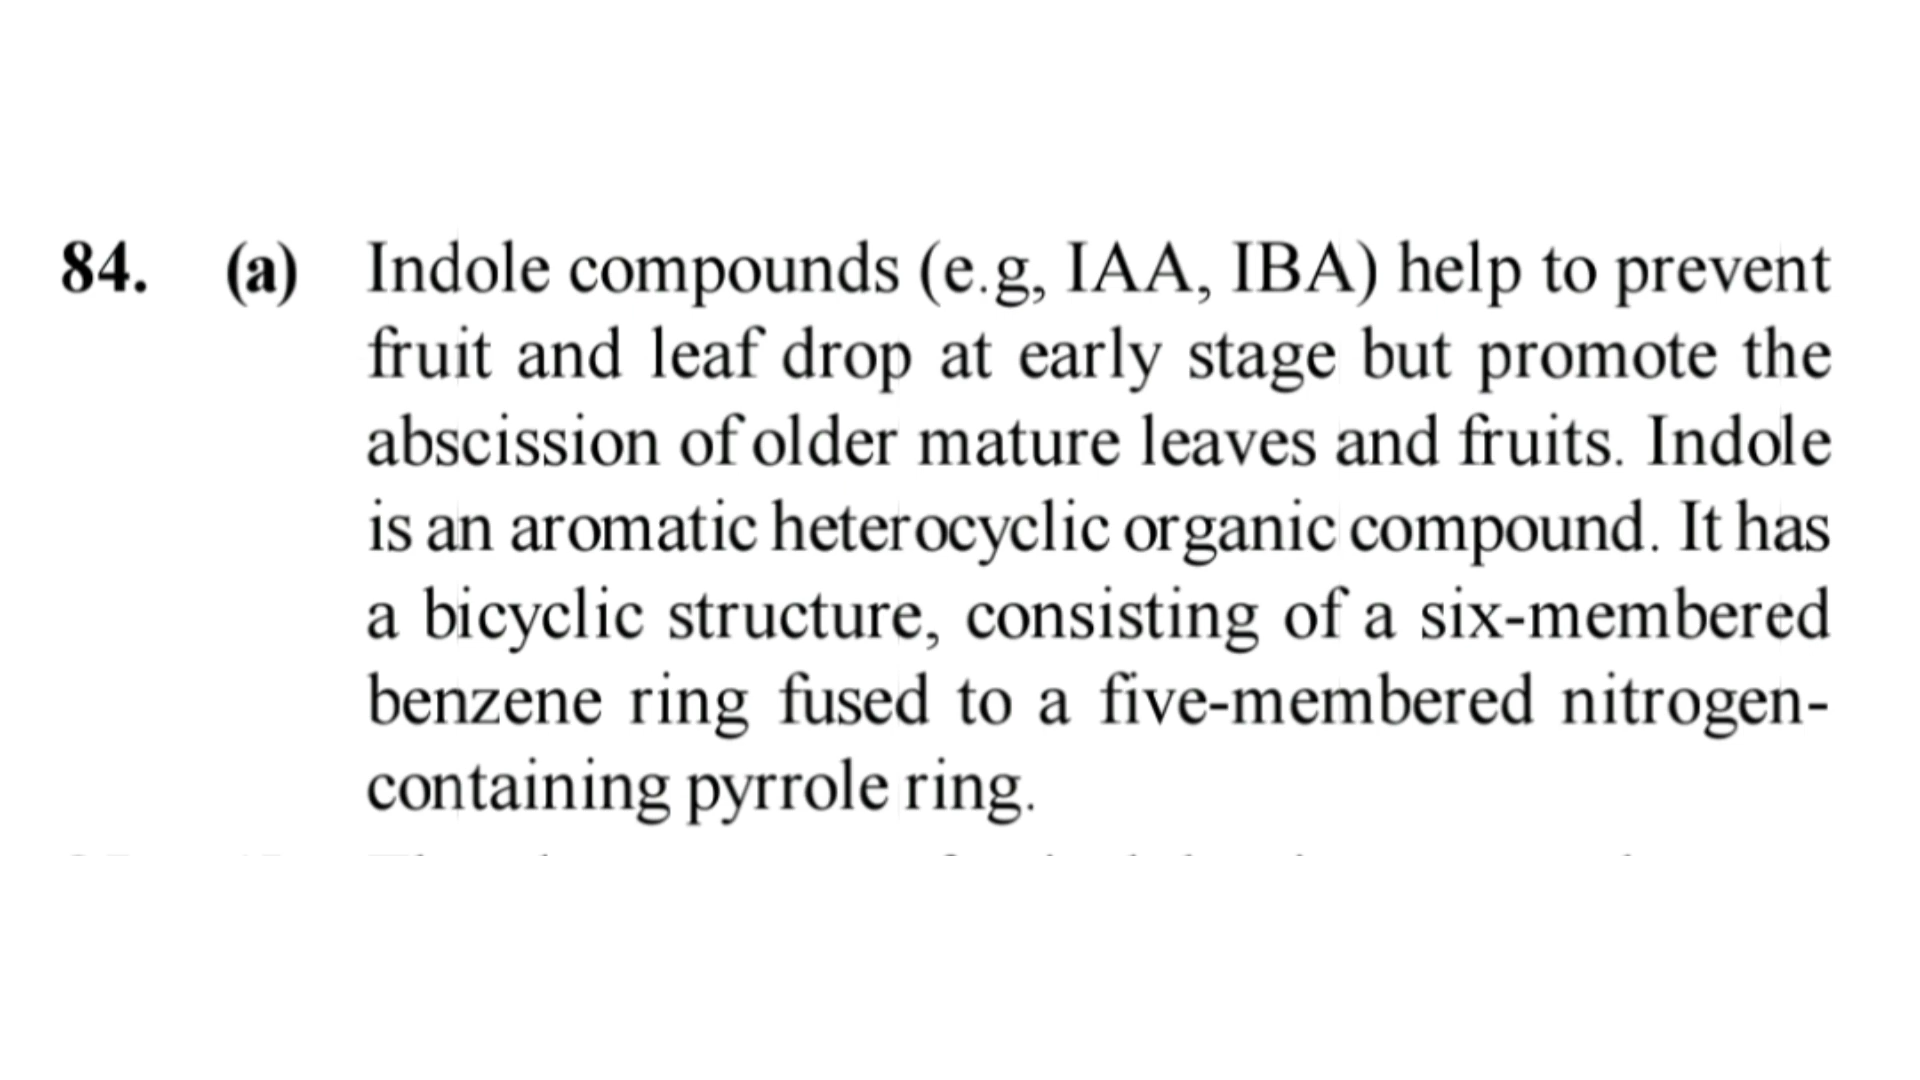 84. (a) Indole compounds (e.g, IAA, IBA) help to prevent
fruit and leaf drop at early stage but promote the
abscission of older mature leaves and fruits. Indole
is an aromatic heterocyclic organic compound. It has
a bicyclic structure, consisting of a six-membered
benzene ring fused to a five-membered nitrogen-
containing pyrrole ring.